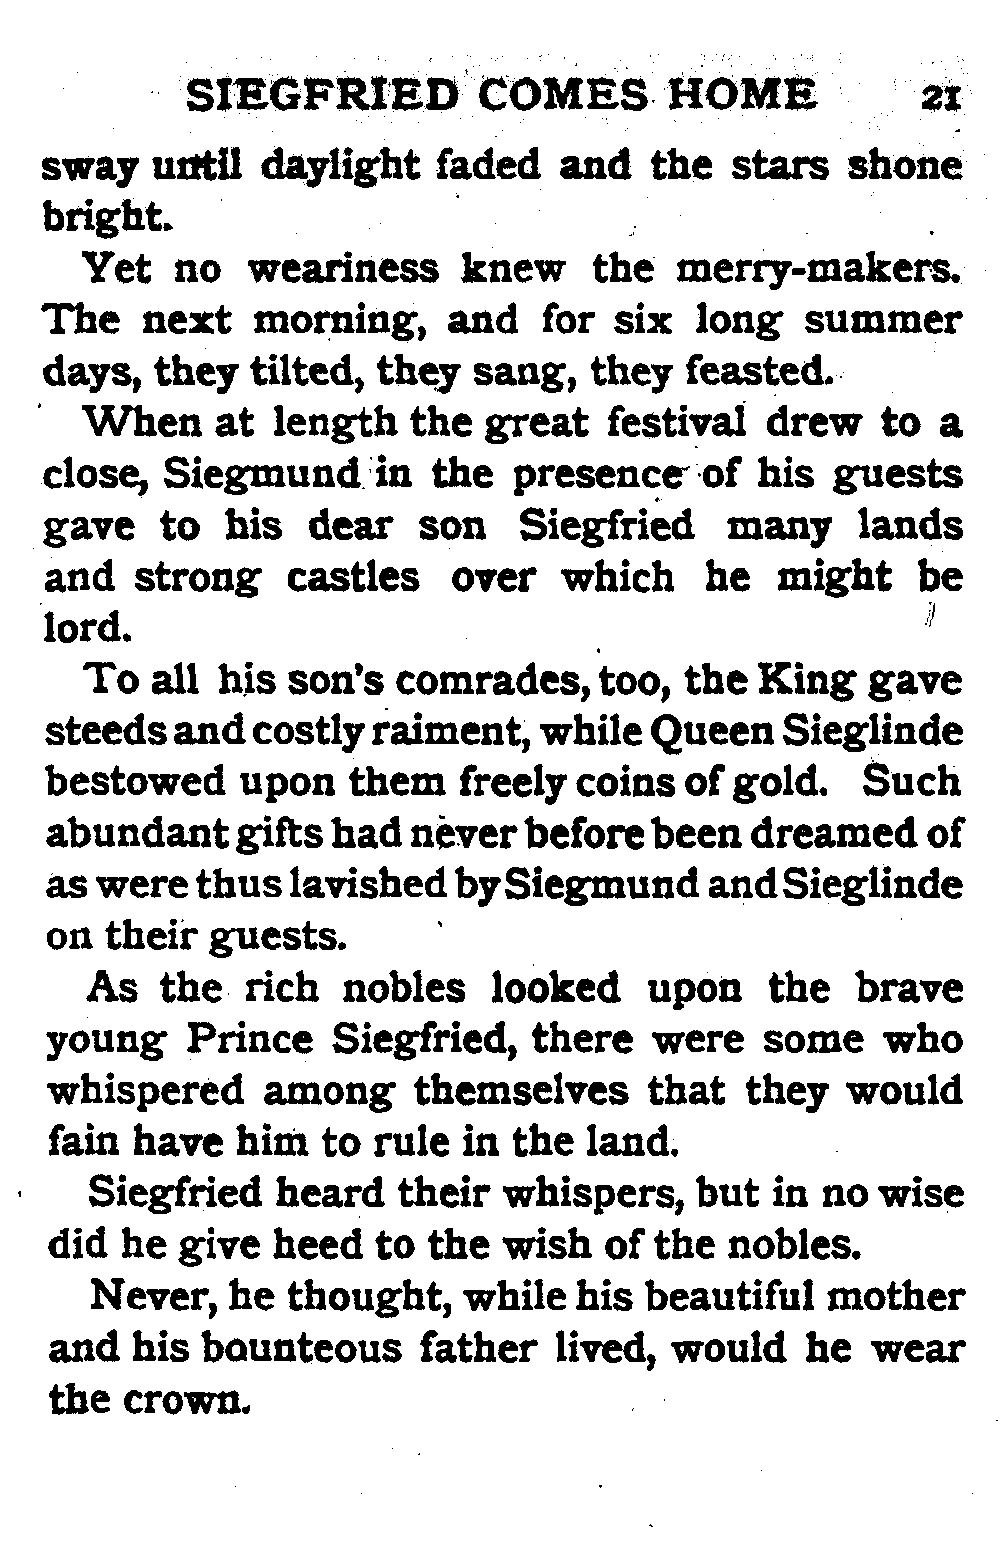 SIEGFRIED COMES HOME 21
sway until daylight faded and the stars shone
bright.
Yet no weariness knew the merry-makers.
The next morning, and for six long summer
days, they tilted, they sang, they feasted.
When at length the great festival drew to a
close, Siegmund in the presence of his guests
gave to his dear son Siegfried many lands
and strong castles over which he might be
lord.
To all his son's comrades, too, the King gave
steeds and costly raiment, while Queen Sieglinde
bestowed upon them freely coins of gold. Such
abundant gifts had never before been dreamed of
as were thus lavished by Siegmund and Sieglinde
on their guests.
As the rich nobles looked upon the brave
young Prince Siegfried, there were some who
whispered among themselves that they would
fain have him to rule in the land.
Siegfried heard their whispers, but in no wise
did he give heed to the wish of the nobles.
Never, he thought, while his beautiful mother
and his bounteous father lived, would he wear
the crown.